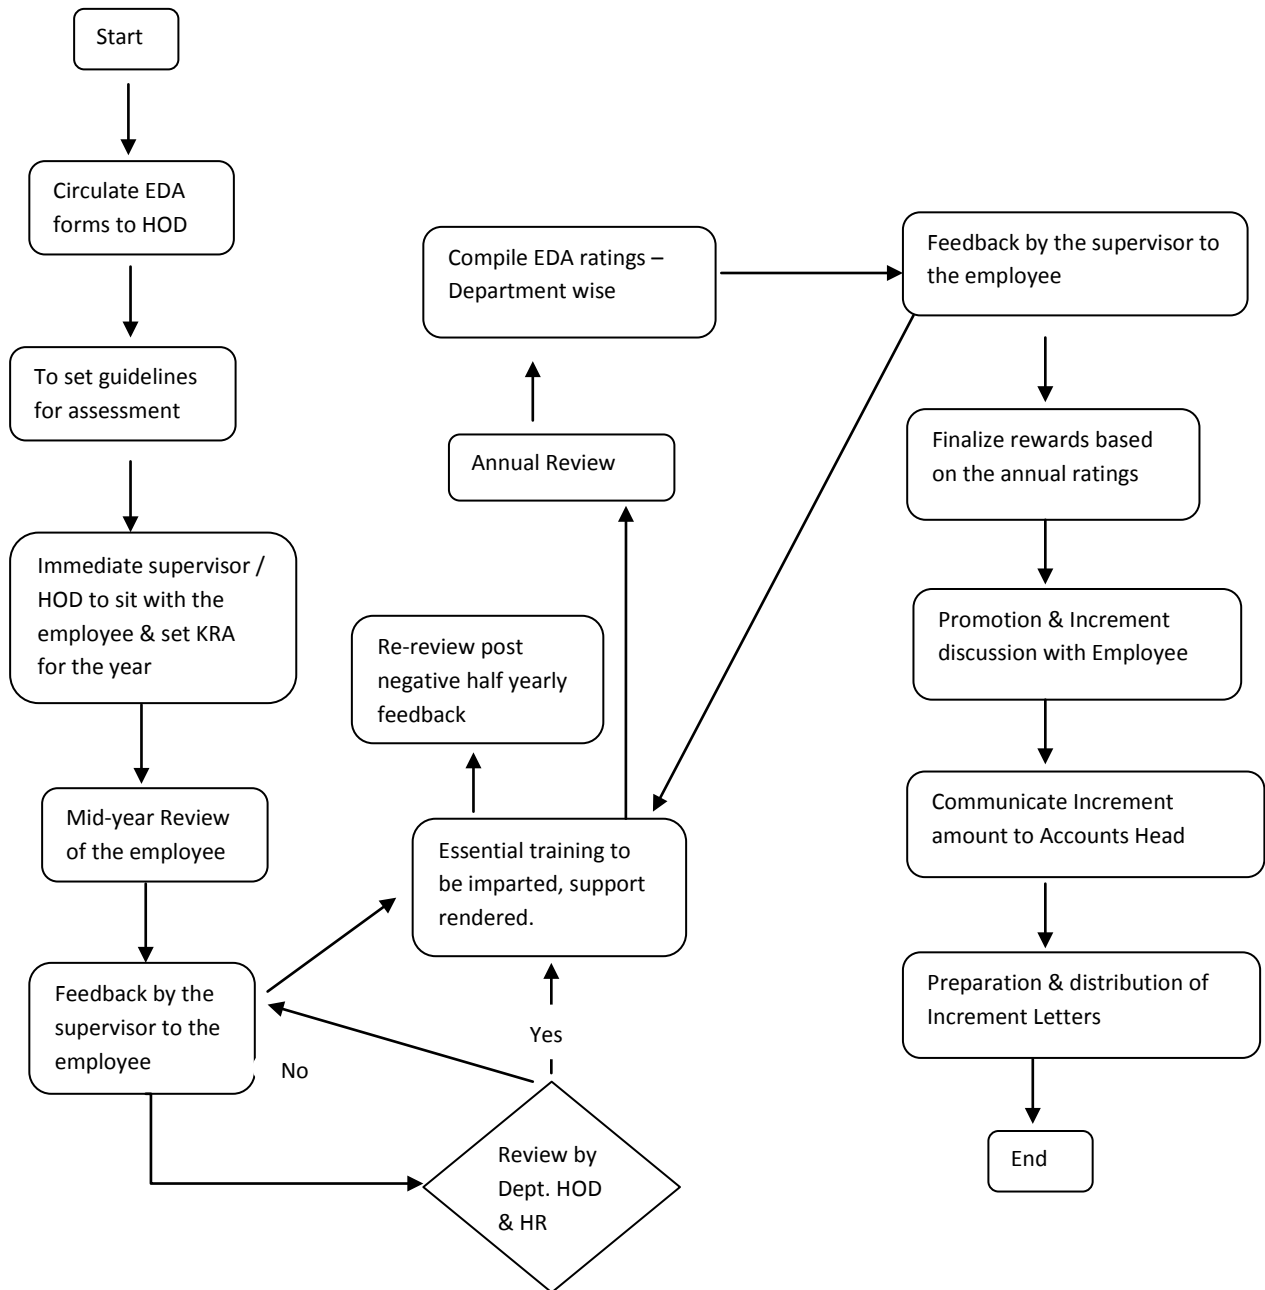 Start
Circulate EDA
forms to HOD
To set guidelines
for assessment
Immediate supervisor /
HOD to sit with the
employee & set KRA
for the year
Mid-year Review
of the employee
Feedback by the
supervisor to the
employee
No
Review by
Dept. HOD
& HR
Yes
Essential training to
be imparted, support
rendered.
Re-review post
negative half yearly
feedback
Annual Review
Compile EDA ratings –
Department wise
Feedback by the supervisor to
the employee
Finalize rewards based
on the annual ratings
Promotion & Increment
discussion with Employee
Communicate Increment
amount to Accounts Head
Preparation & distribution of
Increment Letters
End